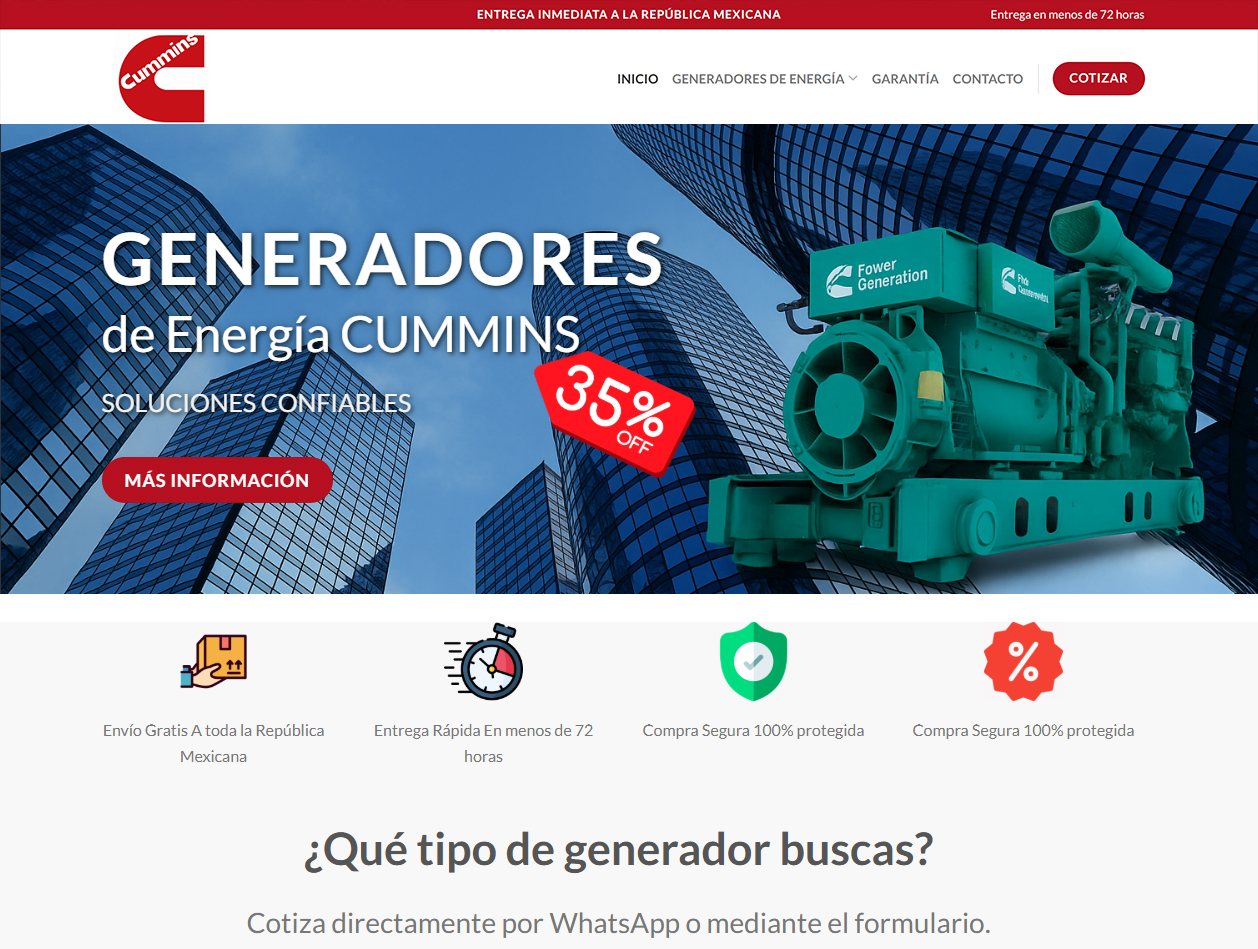 ENTREGA INMEDIATA A LA REPÚBLICA MEXICANA
Entrega en menos de 72 horas
Cummins
INICIO
GENERADORES DE ENERGÍA
GARANTÍA
CONTACTO
COTIZAR
GENERADORES
de Energía CUMMINS
SOLUCIONES CONFIABLES
35%
OFF
MÁS INFORMACIÓN
Fower
Generation
Envío Gratis A toda la República
Mexicana
Entrega Rápida En menos de 72
horas
Compra Segura 100% protegida
Compra Segura 100% protegida
¿Qué tipo de generador buscas?
Cotiza directamente por WhatsApp o mediante el formulario.